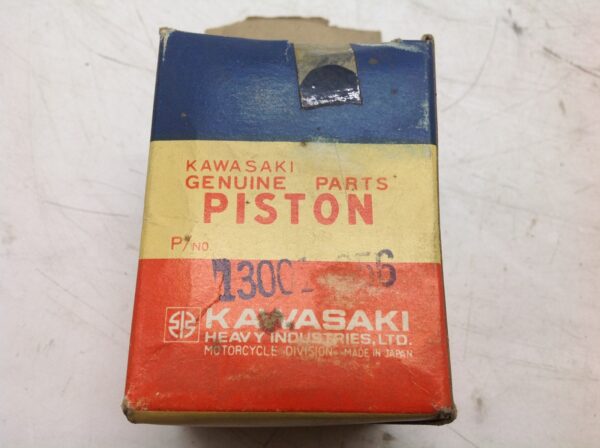 KAWASAKI
GENUINE PARTS
PISTON
P/NO.
KAWASAKI
HEAVY INDUSTRIES, LTD.
MOTORCYCLE DIVISION MADE IN JAPAN